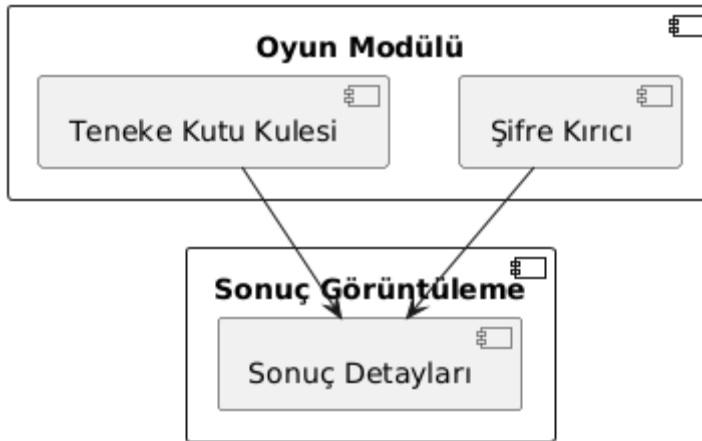 Oyun Modülü
Teneke Kutu Kulesi
Şifre Kırıcı
Sonuç Görüntüleme
Sonuç Detayları